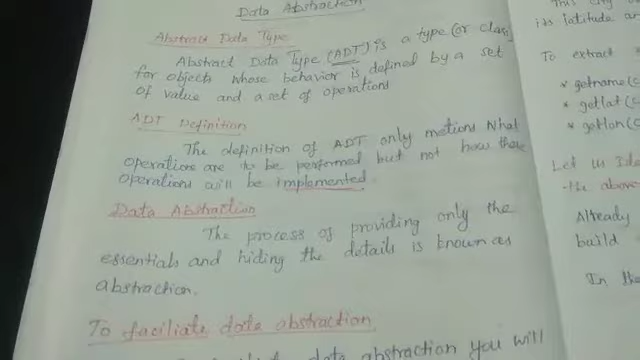 Data Abstraction
Abstract Data Type
Abstract Data Type (ADT) is a type (or class)
for objects whose behavior is defined by a set
of value and a set of operations
ADT Definition
The definition of ADT only metions what
operations are to be performed but not how these
operations will be implemented.
Data Abstraction
The process of providing only the
essentials and hiding the details is known as
abstraction.
To faciliate data abstraction
data abstraction you will
This city
its latitude
To extract
* getname(c
* getlat(c
* getlon(c
Let us
the above
Already
build
In the